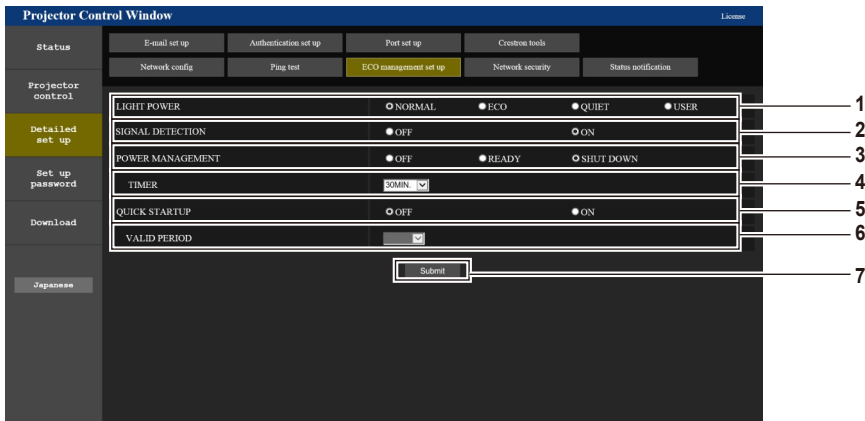 Projector Control Window License
Status
E-mail set up Authentication set up Port set up Crestron tools
Network config Ping test ECO management set up Network security Status notification
Projector
control
Detailed
set up
Set up
password
Download
Japanese
LIGHT POWER NORMAL ECO QUIET USER 1
SIGNAL DETECTION OFF ON 2
POWER MANAGEMENT OFF READY SHUT DOWN 3
TIMER 30MIN. 4
QUICK STARTUP OFF ON 5
VALID PERIOD 6
Submit 7